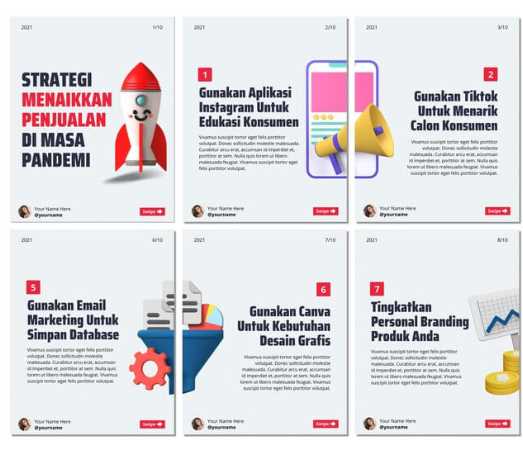 2021
1/10
STRATEGI
MENAIKKAN
PENJUALAN
DI MASA
PANDEMI
Your Name Here
@yourname
Swipe
2021
2/10
1
Gunakan Aplikasi
Instagram Untuk
Edukasi Konsumen
Vivamus suscipit tortor eget felis porttitor
volutpat. Donec sollicitudin molestie
malesuada. Curabitur arcu erat, accumsan
id imperdiet et, porttitor at sem. Nulla quis
lorem ut libero malesuada feugiat. Vivamus
suscipit tortor eget felis porttitor volutpat.
Your Name Here
@yourname
Swipe
2021
3/10
2
Gunakan Tiktok
Untuk Menarik
Calon Konsumen
Vivamus suscipit tortor eget felis porttitor
volutpat. Donec sollicitudin molestie
malesuada. Curabitur arcu erat, accumsan
id imperdiet et, porttitor at sem. Nulla quis
lorem ut libero malesuada feugiat. Vivamus
suscipit tortor eget felis porttitor volutpat.
Your Name Here
@yourname
Swipe
2021
6/10
5
Gunakan Email
Marketing Untuk
Simpan Database
Vivamus suscipit tortor eget felis porttitor
volutpat. Donec sollicitudin molestie
malesuada. Curabitur arcu erat, accumsan
id imperdiet et, porttitor at sem. Nulla quis
lorem ut libero malesuada feugiat. Vivamus
suscipit tortor eget felis porttitor volutpat.
Your Name Here
@yourname
Swipe
2021
7/10
6
Gunakan Canva
Untuk Kebutuhan
Desain Grafis
Vivamus suscipit tortor eget felis porttitor
volutpat. Donec sollicitudin molestie
malesuada. Curabitur arcu erat, accumsan
id imperdiet et, porttitor at sem. Nulla quis
lorem ut libero malesuada feugiat. Vivamus
suscipit tortor eget felis porttitor volutpat.
Your Name Here
@yourname
Swipe
2021
8/10
7
Tingkatkan
Personal Branding
Produk Anda
Vivamus suscipit tortor eget felis porttitor
volutpat. Donec sollicitudin molestie
malesuada. Curabitur arcu erat, accumsan
id imperdiet et, porttitor at sem. Nulla quis
lorem ut libero malesuada feugiat. Vivamus
suscipit tortor eget felis porttitor volutpat.
Your Name Here
@yourname
Swipe